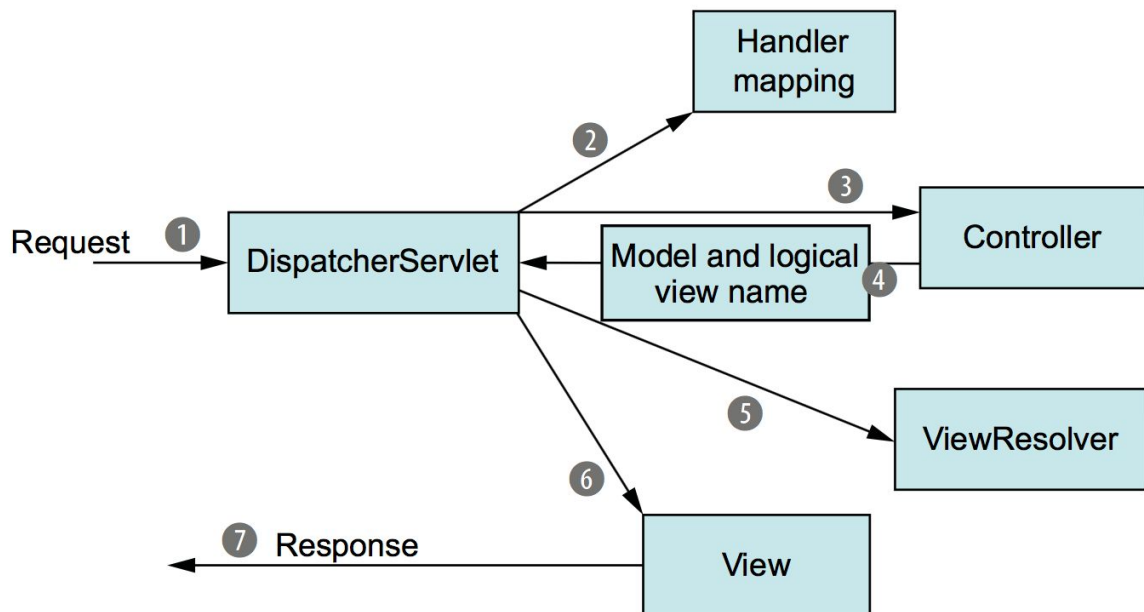 Handler
mapping
2
3
1
Request
DispatcherServlet
Model and logical
view name
4
Controller
5
ViewResolver
6
7 Response
View